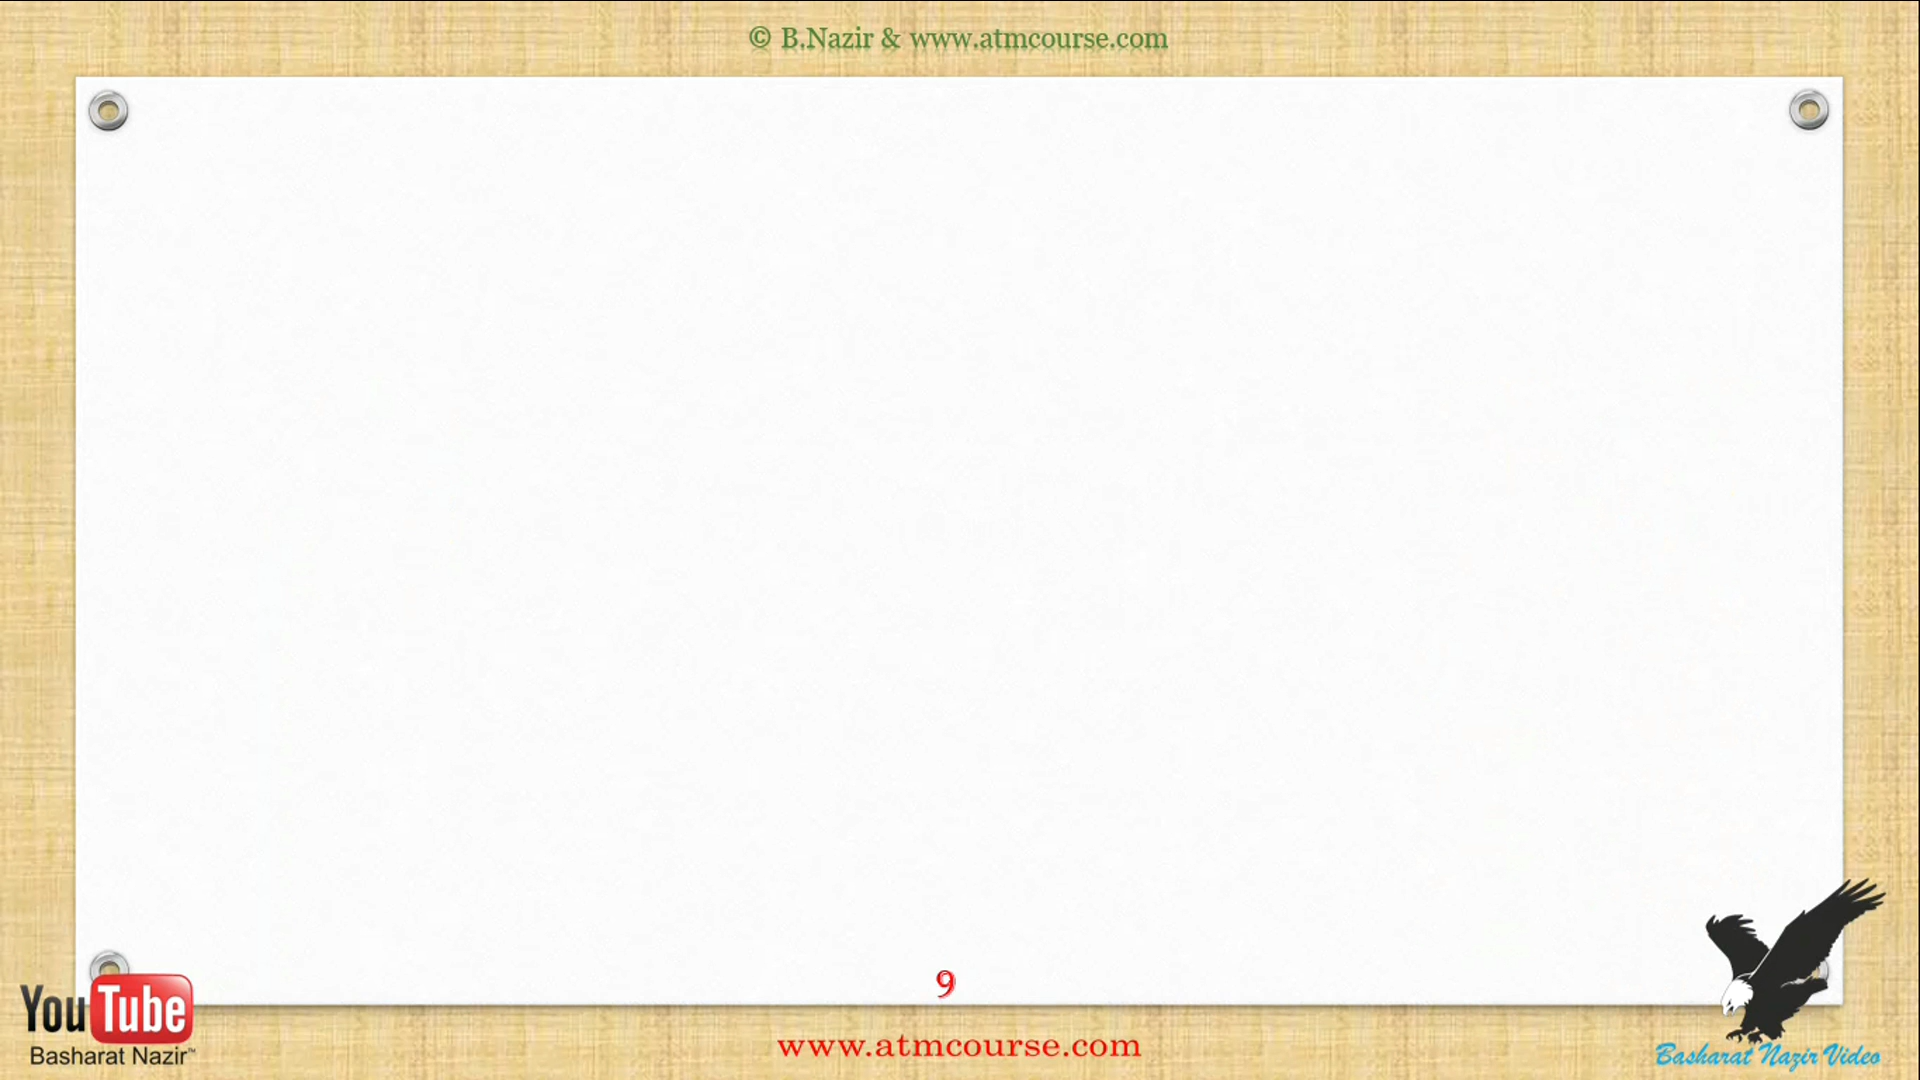 © B.Nazir & www.atmcourse.com
9
YouTube
Basharat Nazir™
www.atmcourse.com
Basharat Nazir Video